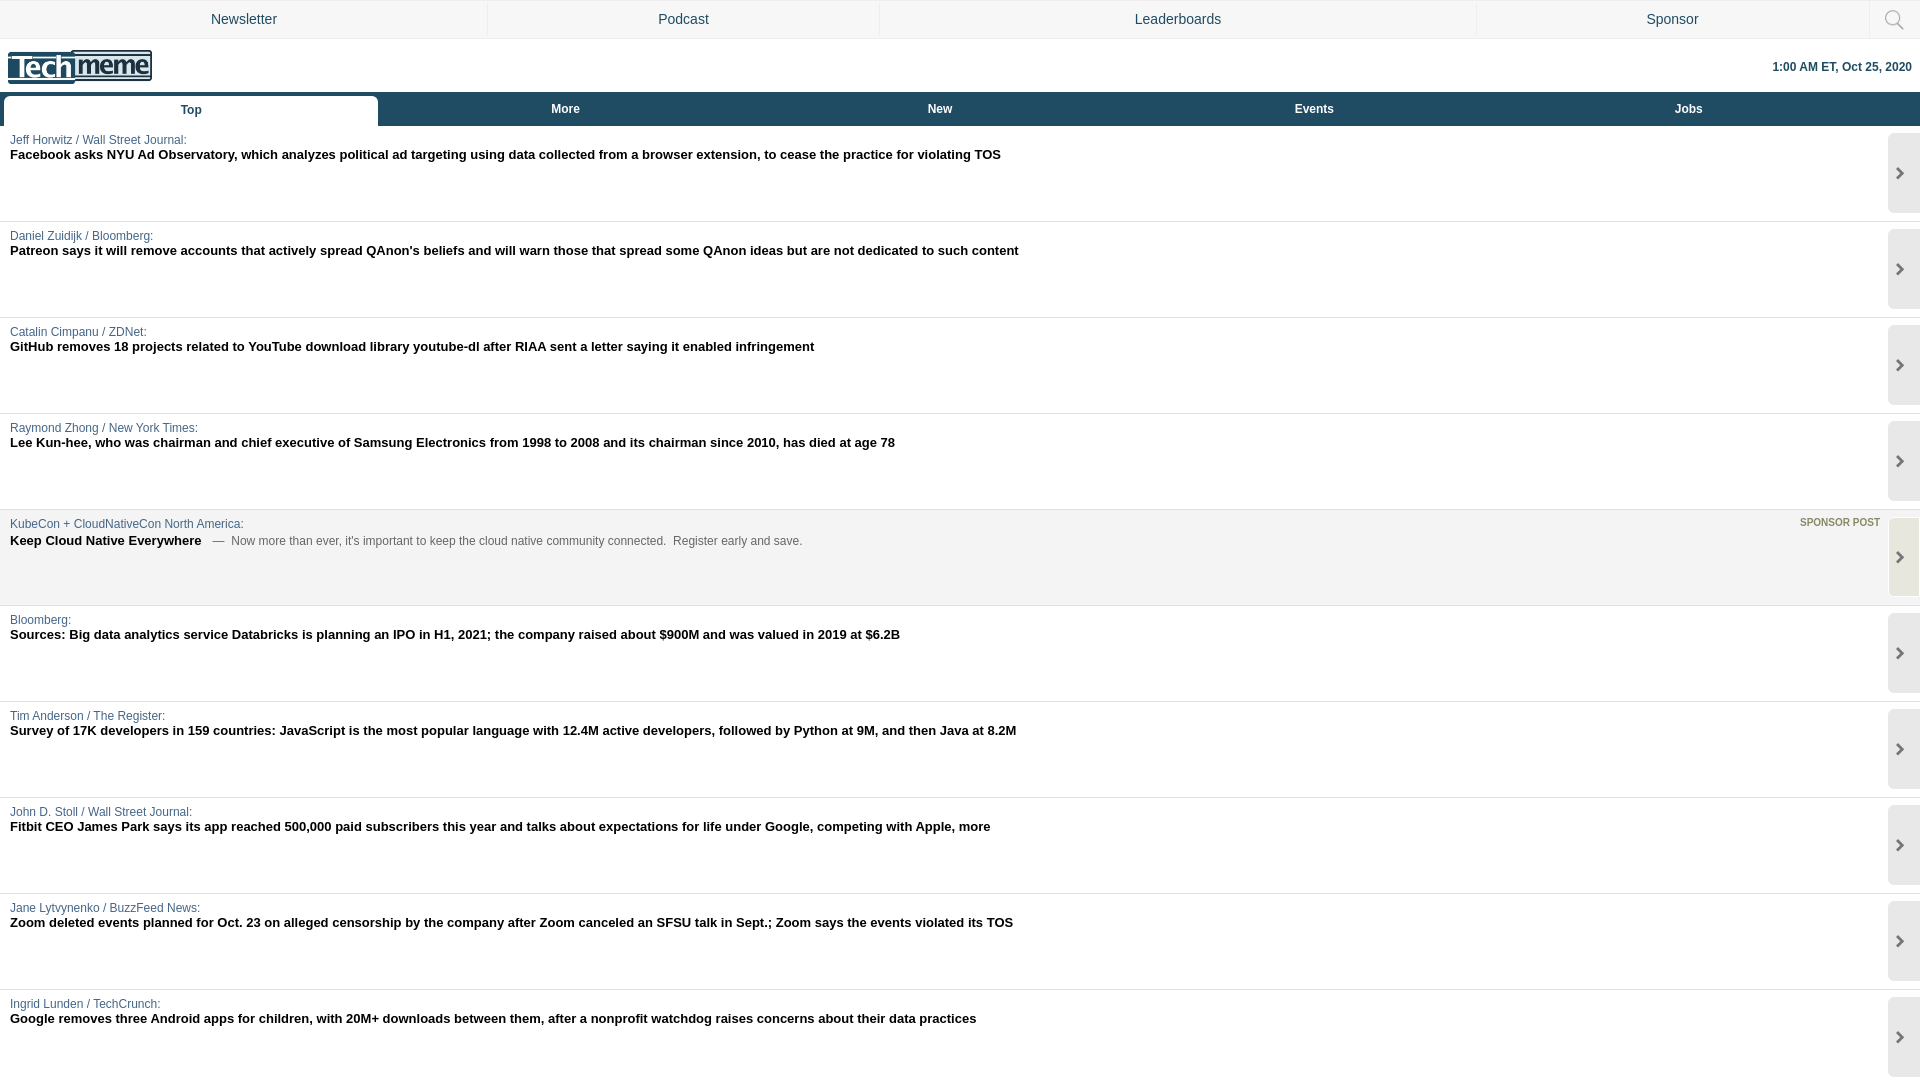 Newsletter
Podcast
Leaderboards
Sponsor
Techmeme
1:00 AM ET, Oct 25, 2020
Top
More
New
Events
Jobs
Jeff Horwitz / Wall Street Journal:
Facebook asks NYU Ad Observatory, which analyzes political ad targeting using data collected from a browser extension, to cease the practice for violating TOS
Daniel Zuidijk / Bloomberg:
Patreon says it will remove accounts that actively spread QAnon's beliefs and will warn those that spread some QAnon ideas but are not dedicated to such content
Catalin Cimpanu / ZDNet:
GitHub removes 18 projects related to YouTube download library youtube-dl after RIAA sent a letter saying it enabled infringement
Raymond Zhong / New York Times:
Lee Kun-hee, who was chairman and chief executive of Samsung Electronics from 1998 to 2008 and its chairman since 2010, has died at age 78
KubeCon + CloudNativeCon North America:
SPONSOR POST
Keep Cloud Native Everywhere — Now more than ever, it's important to keep the cloud native community connected. Register early and save.
Bloomberg:
Sources: Big data analytics service Databricks is planning an IPO in H1, 2021; the company raised about $900M and was valued in 2019 at $6.2B
Tim Anderson / The Register:
Survey of 17K developers in 159 countries: JavaScript is the most popular language with 12.4M active developers, followed by Python at 9M, and then Java at 8.2M
John D. Stoll / Wall Street Journal:
Fitbit CEO James Park says its app reached 500,000 paid subscribers this year and talks about expectations for life under Google, competing with Apple, more
Jane Lytvynenko / BuzzFeed News:
Zoom deleted events planned for Oct. 23 on alleged censorship by the company after Zoom canceled an SFSU talk in Sept.; Zoom says the events violated its TOS
Ingrid Lunden / TechCrunch:
Google removes three Android apps for children, with 20M+ downloads between them, after a nonprofit watchdog raises concerns about their data practices